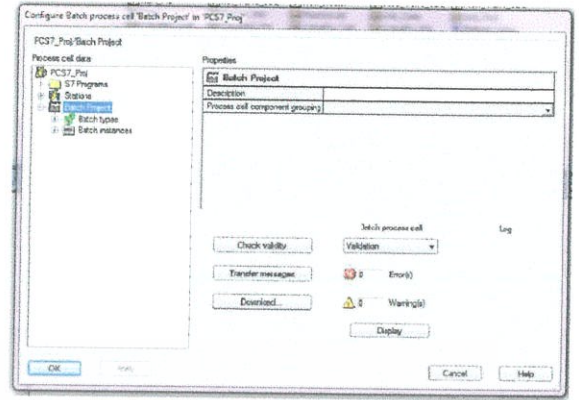 Configure Batch process cell 'Batch Project' in 'PCS7_Proj'
PCS7_Proj/Batch Project
Process cell data
PCS7_Proj
S7 Programs
Stations
Batch Project
Batch types
Batch instances
Properties
Batch Project
Description
Process cell component grouping
Batch process cell
Log
Check validity
Validation
Transfer messages
0 Error(s)
Download...
0 Warning(s)
Display
OK
Cancel
Help